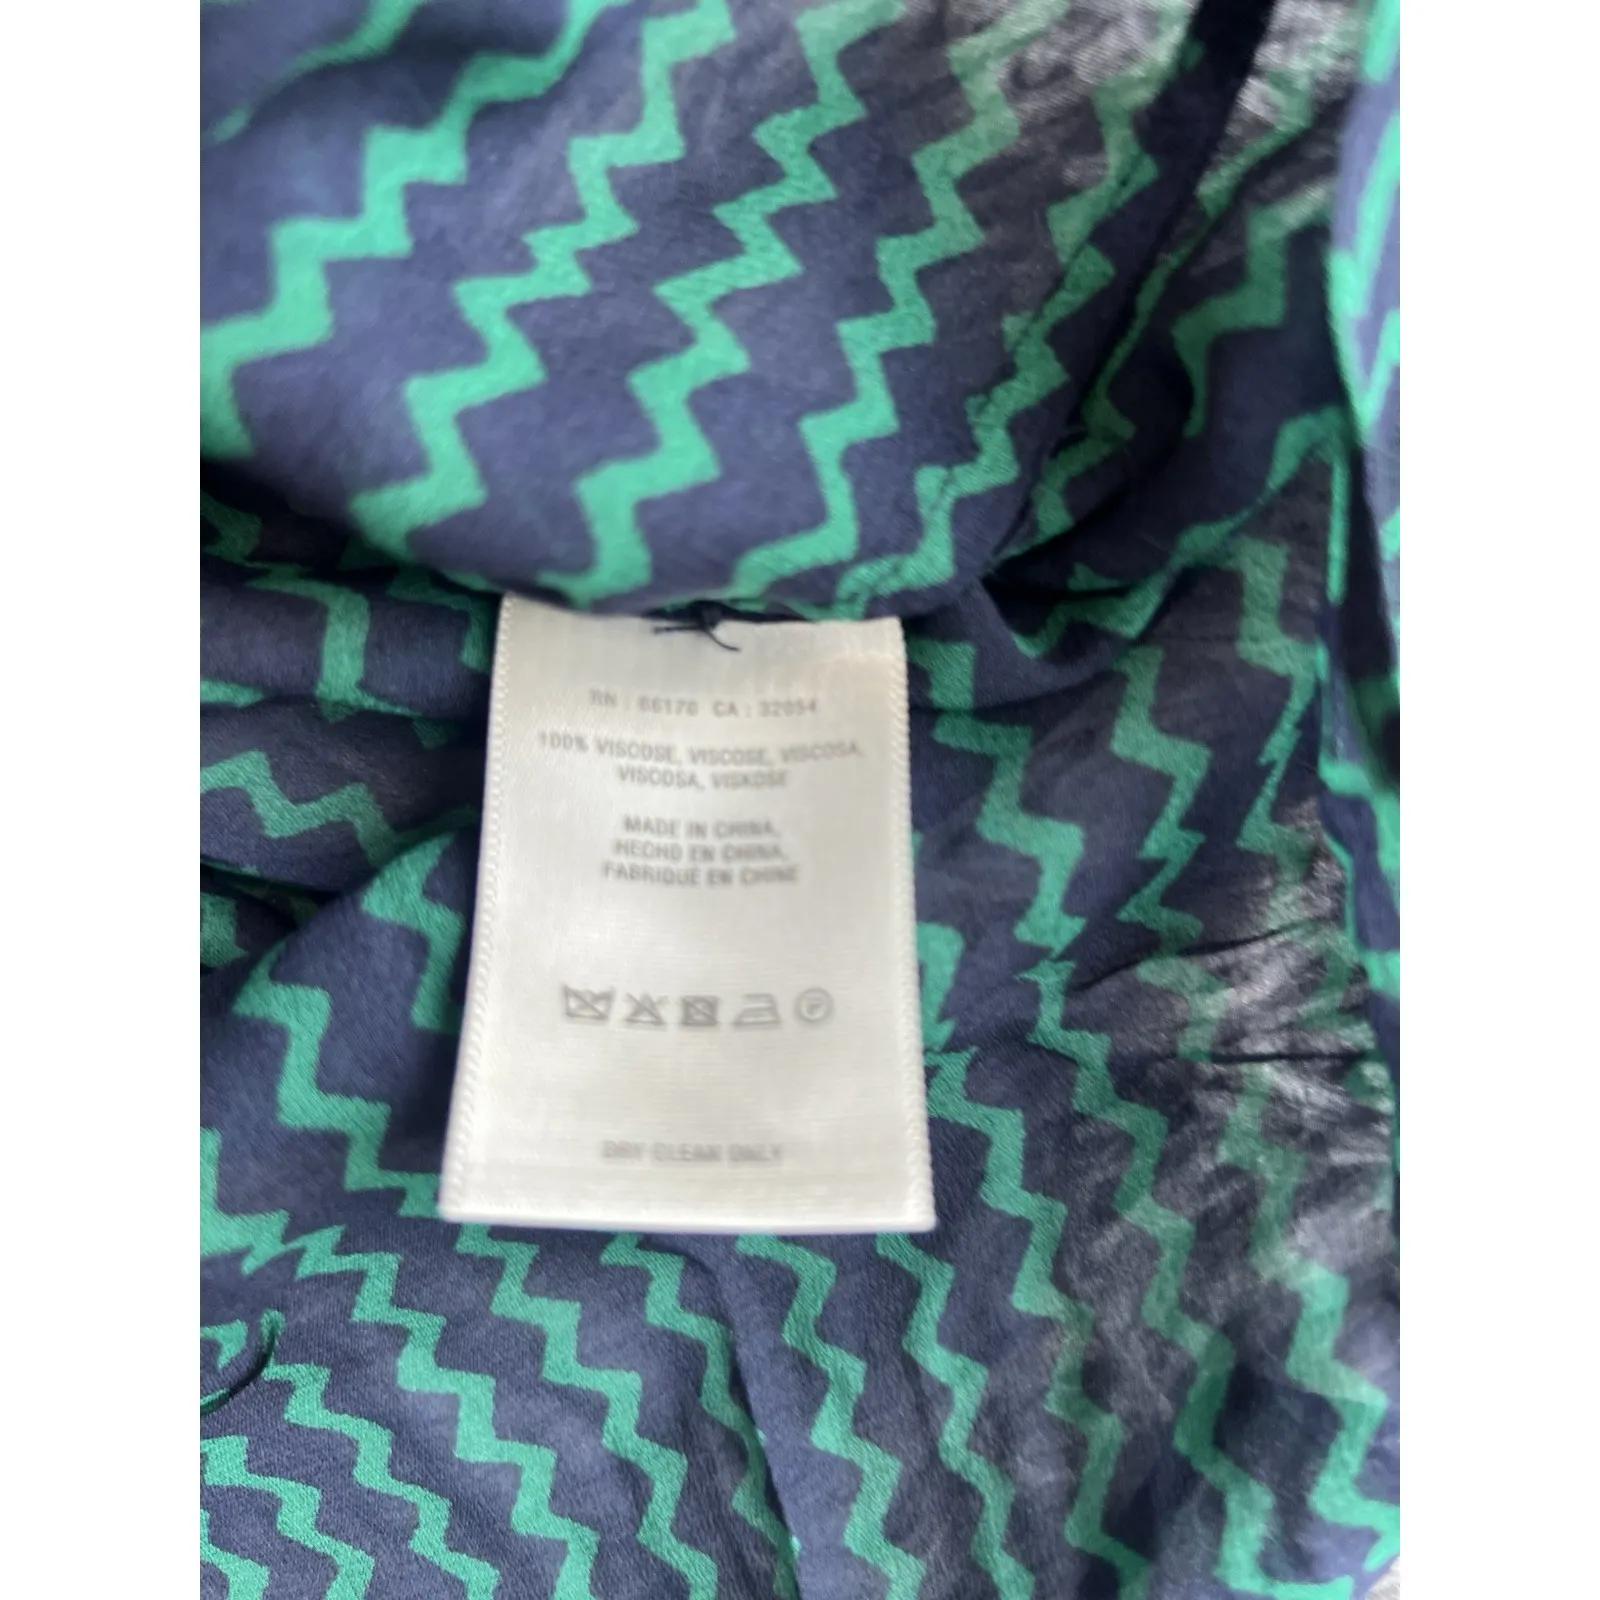 RN : 66170 CA : 32054
100% VISCOSE, VISCOSE, VISCOSA,
VISCOSA, VISKOSE
MADE IN CHINA,
HECHO EN CHINA,
FABRIQUÉ EN CHINE
DRY CLEAN ONLY